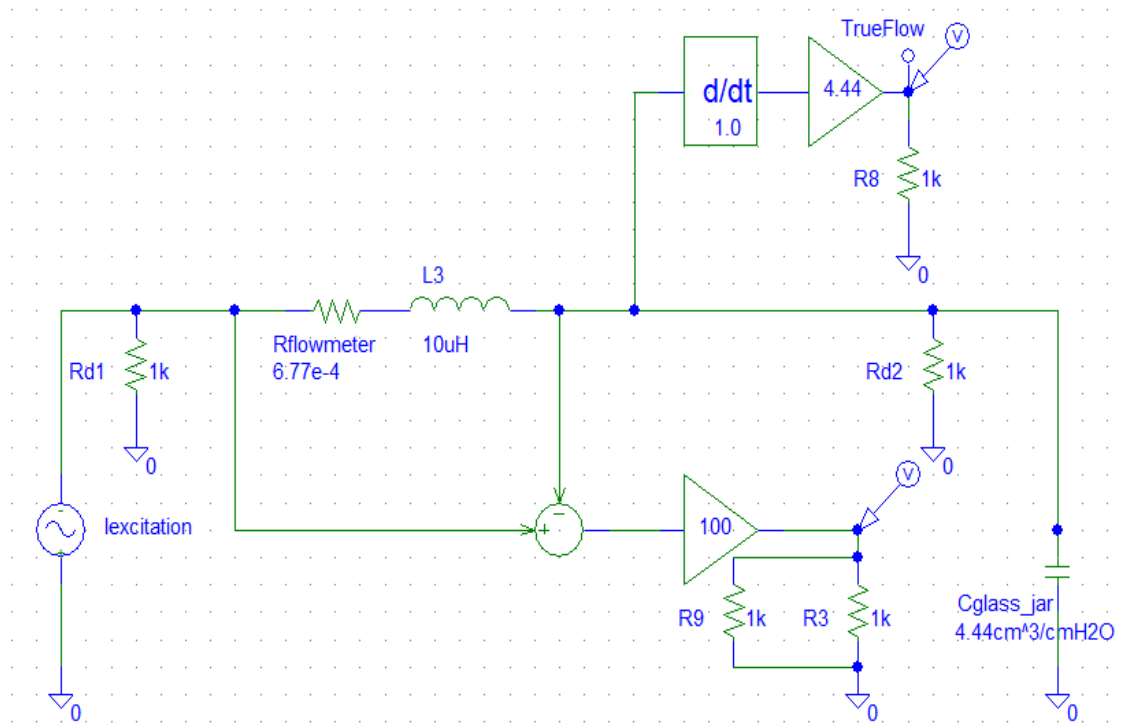 TrueFlow
V
d/dt
1.0
4.44
R8
1k
0
L3
Rflowmeter
6.77e-4
10uH
Rd1
1k
0
Rd2
1k
0
V
Iexcitation
-
+
−
+
100
R9
1k
R3
1k
Cglass_jar
4.44cm^3/cmH2O
0
0
0